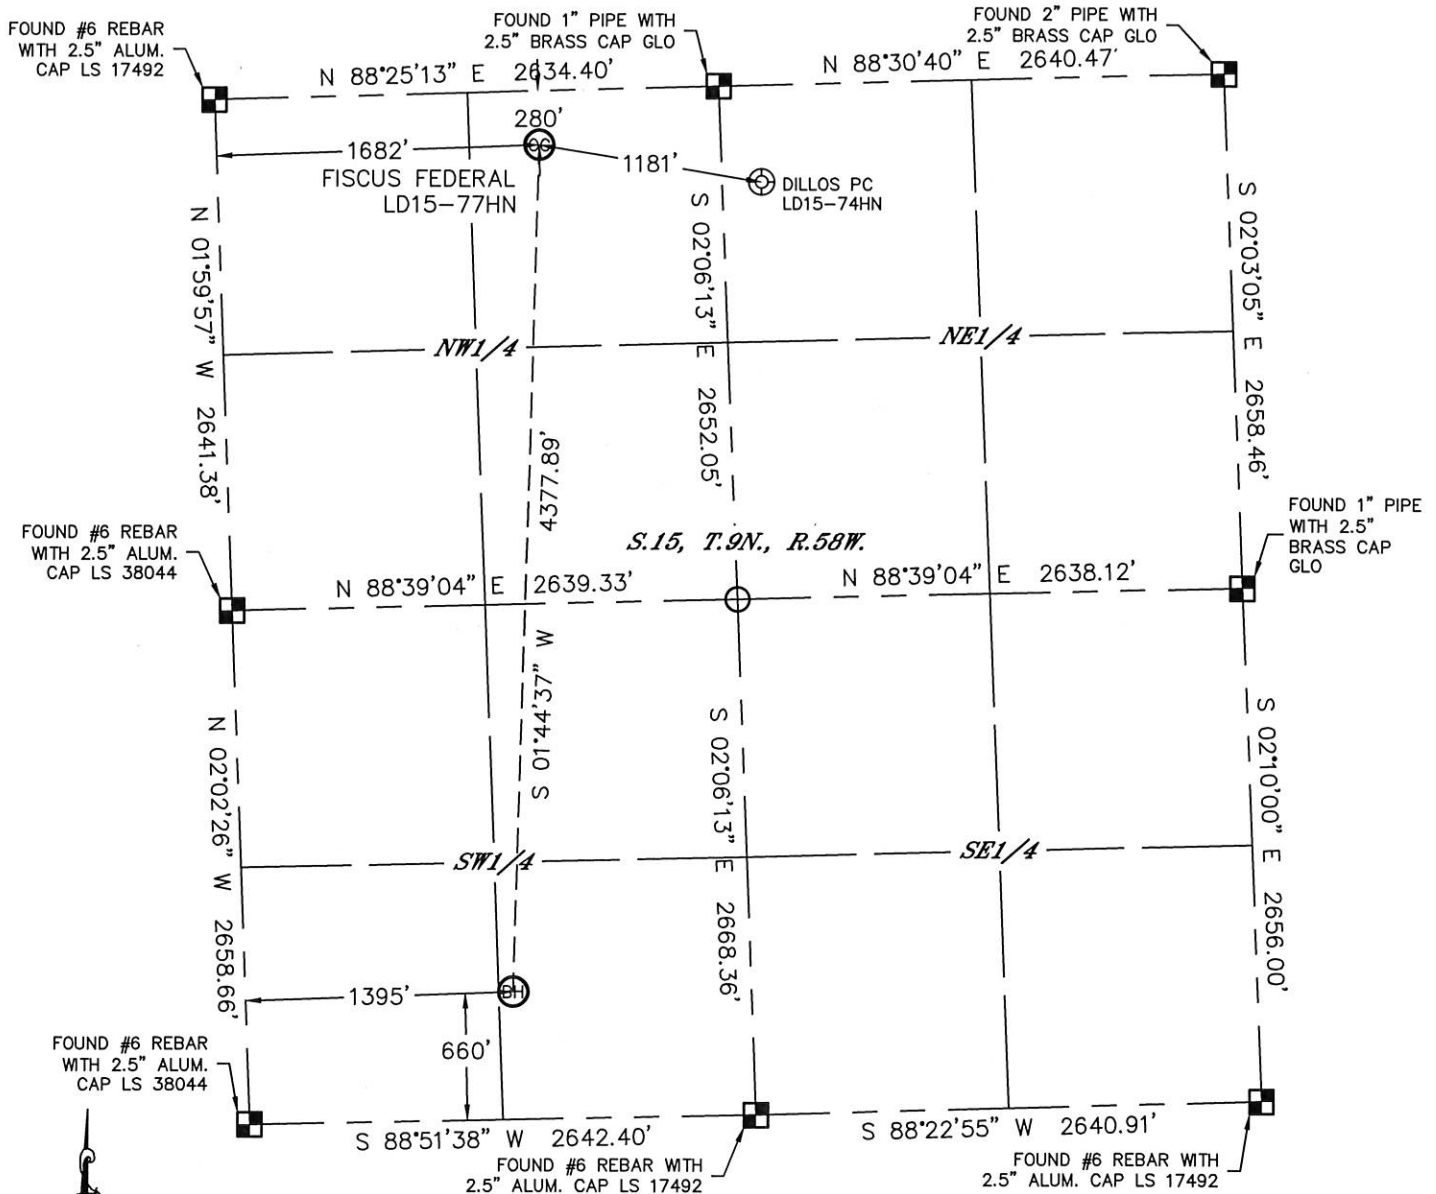 FOUND #6 REBAR
WITH 2.5" ALUM.
CAP LS 17492
FOUND 1" PIPE WITH
2.5" BRASS CAP GLO
FOUND 2" PIPE WITH
2.5" BRASS CAP GLO
N 88°25'13" E 2634.40'
N 88°30'40" E 2640.47'
280'
OG
1682'
1181'
FISCUS FEDERAL
LD15-77HN
DILLOS PC
LD15-74HN
N 01°59'57" W 2641.38'
S 02°06'13" E 2652.05'
S 02°03'05" E 2658.46'
NW1/4
NE1/4
4377.89'
S 01°44'37" W
FOUND #6 REBAR
WITH 2.5" ALUM.
CAP LS 38044
S.15, T.9N., R.58W.
FOUND 1" PIPE
WITH 2.5"
BRASS CAP
GLO
N 88°39'04" E 2639.33'
N 88°39'04" E 2638.12'
N 02°02'26" W 2658.66'
S 02°06'13" E 2668.36'
S 02°10'00" E 2656.00'
SW1/4
SE1/4
BH
1395'
660'
FOUND #6 REBAR
WITH 2.5" ALUM.
CAP LS 38044
S 88°51'38" W 2642.40'
S 88°22'55" W 2640.91'
FOUND #6 REBAR WITH
2.5" ALUM. CAP LS 17492
FOUND #6 REBAR WITH
2.5" ALUM. CAP LS 17492